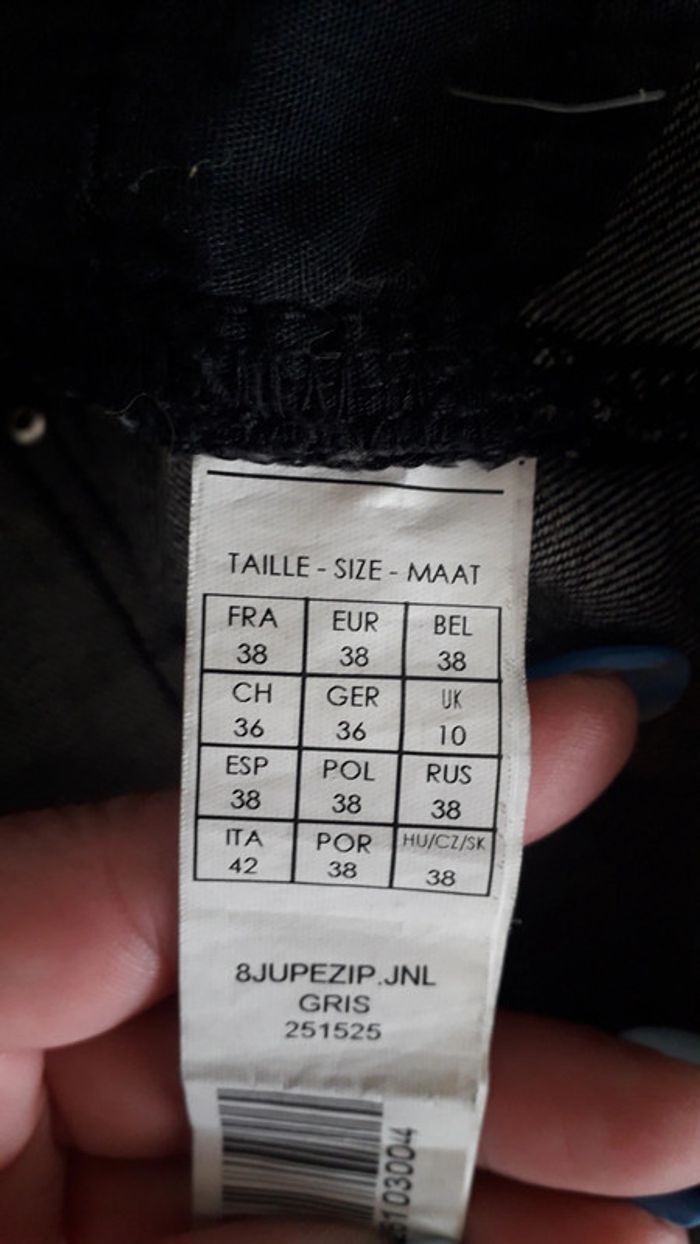 TAILLE - SIZE - MAAT
FRA EUR BEL
38 38 38
CH GER UK
36 36 10
ESP POL RUS
38 38 38
ITA POR HU/CZ/SK
42 38 38
8JUPEZIP.JNL
GRIS
251525